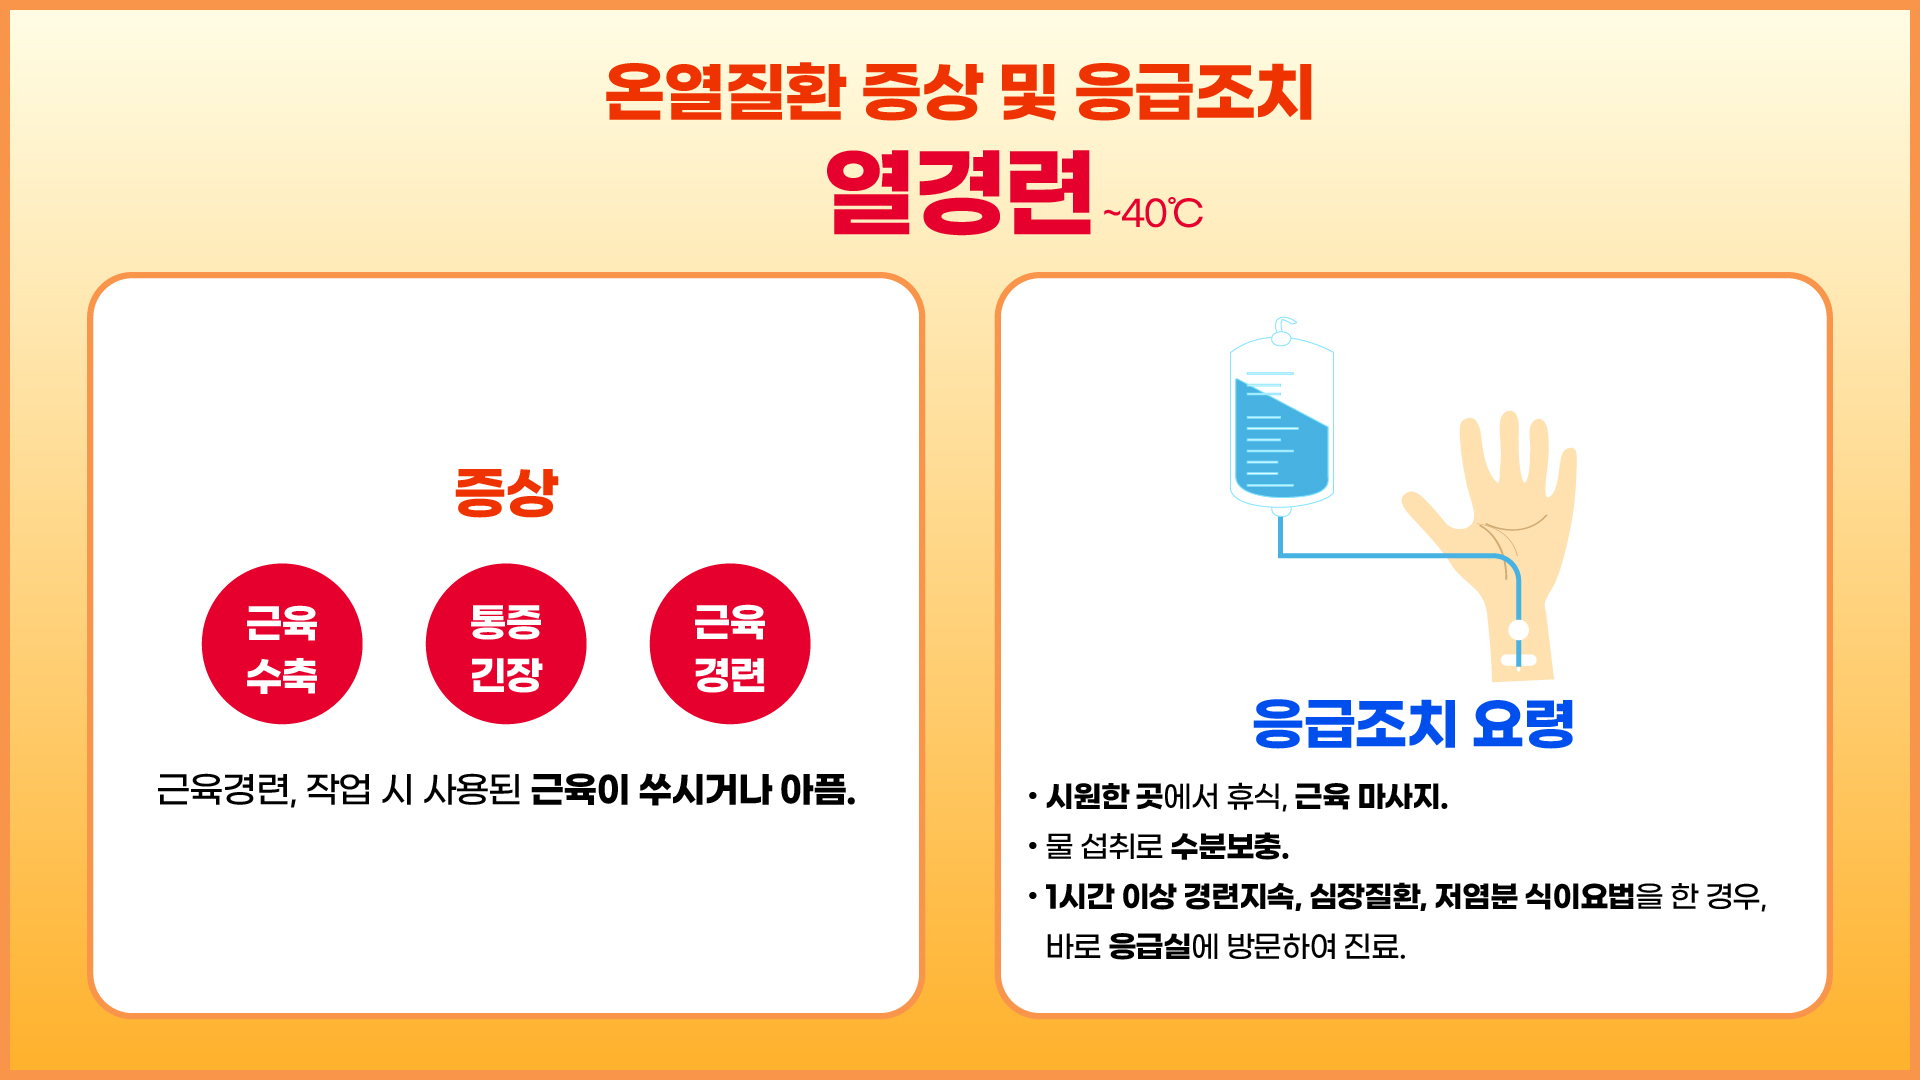 온열질환 증상 및 응급조치
열경련 ~40℃
증상
근육
수축
통증
긴장
근육
경련
근육경련, 작업 시 사용된 근육이 쑤시거나 아픔.
응급조치 요령
• 시원한 곳에서 휴식, 근육 마사지.
• 물 섭취로 수분보충.
• 1시간 이상 경련지속, 심장질환, 저염분 식이요법을 한 경우,
바로 응급실에 방문하여 진료.